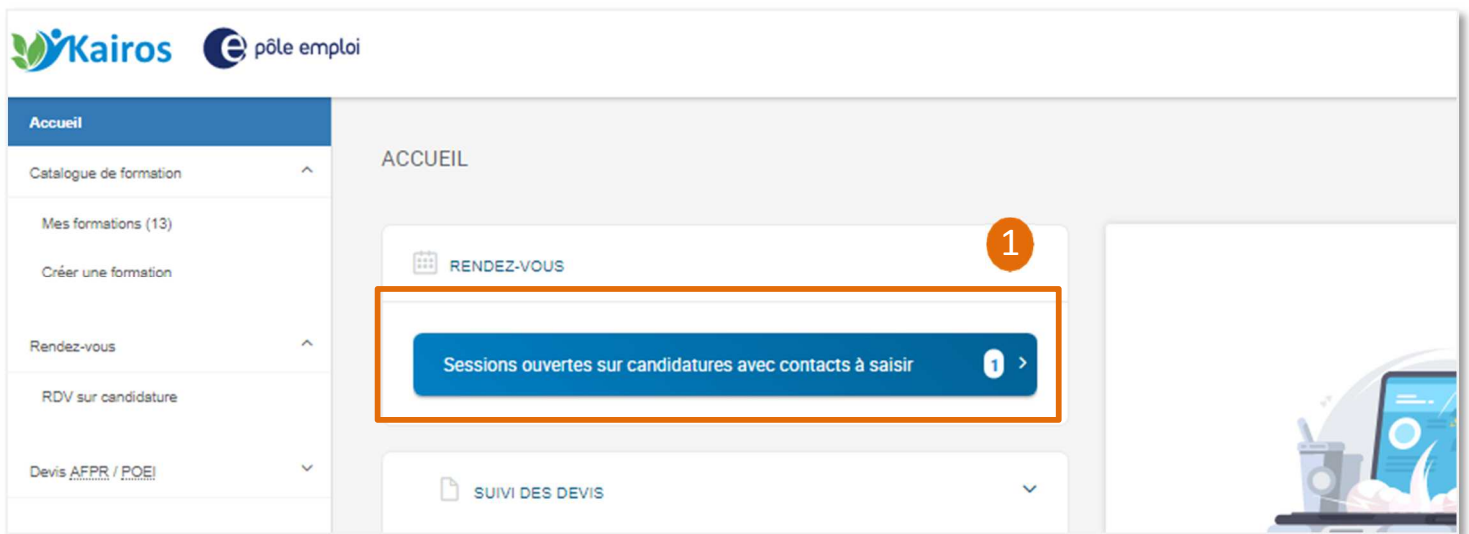 Kairos pôle emploi
Accueil
Catalogue de formation
Mes formations (13)
Créer une formation
Rendez-vous
RDV sur candidature
Devis AFPR / POEI
ACCUEIL
1
RENDEZ-VOUS
Sessions ouvertes sur candidatures avec contacts à saisir 1
SUIVI DES DEVIS